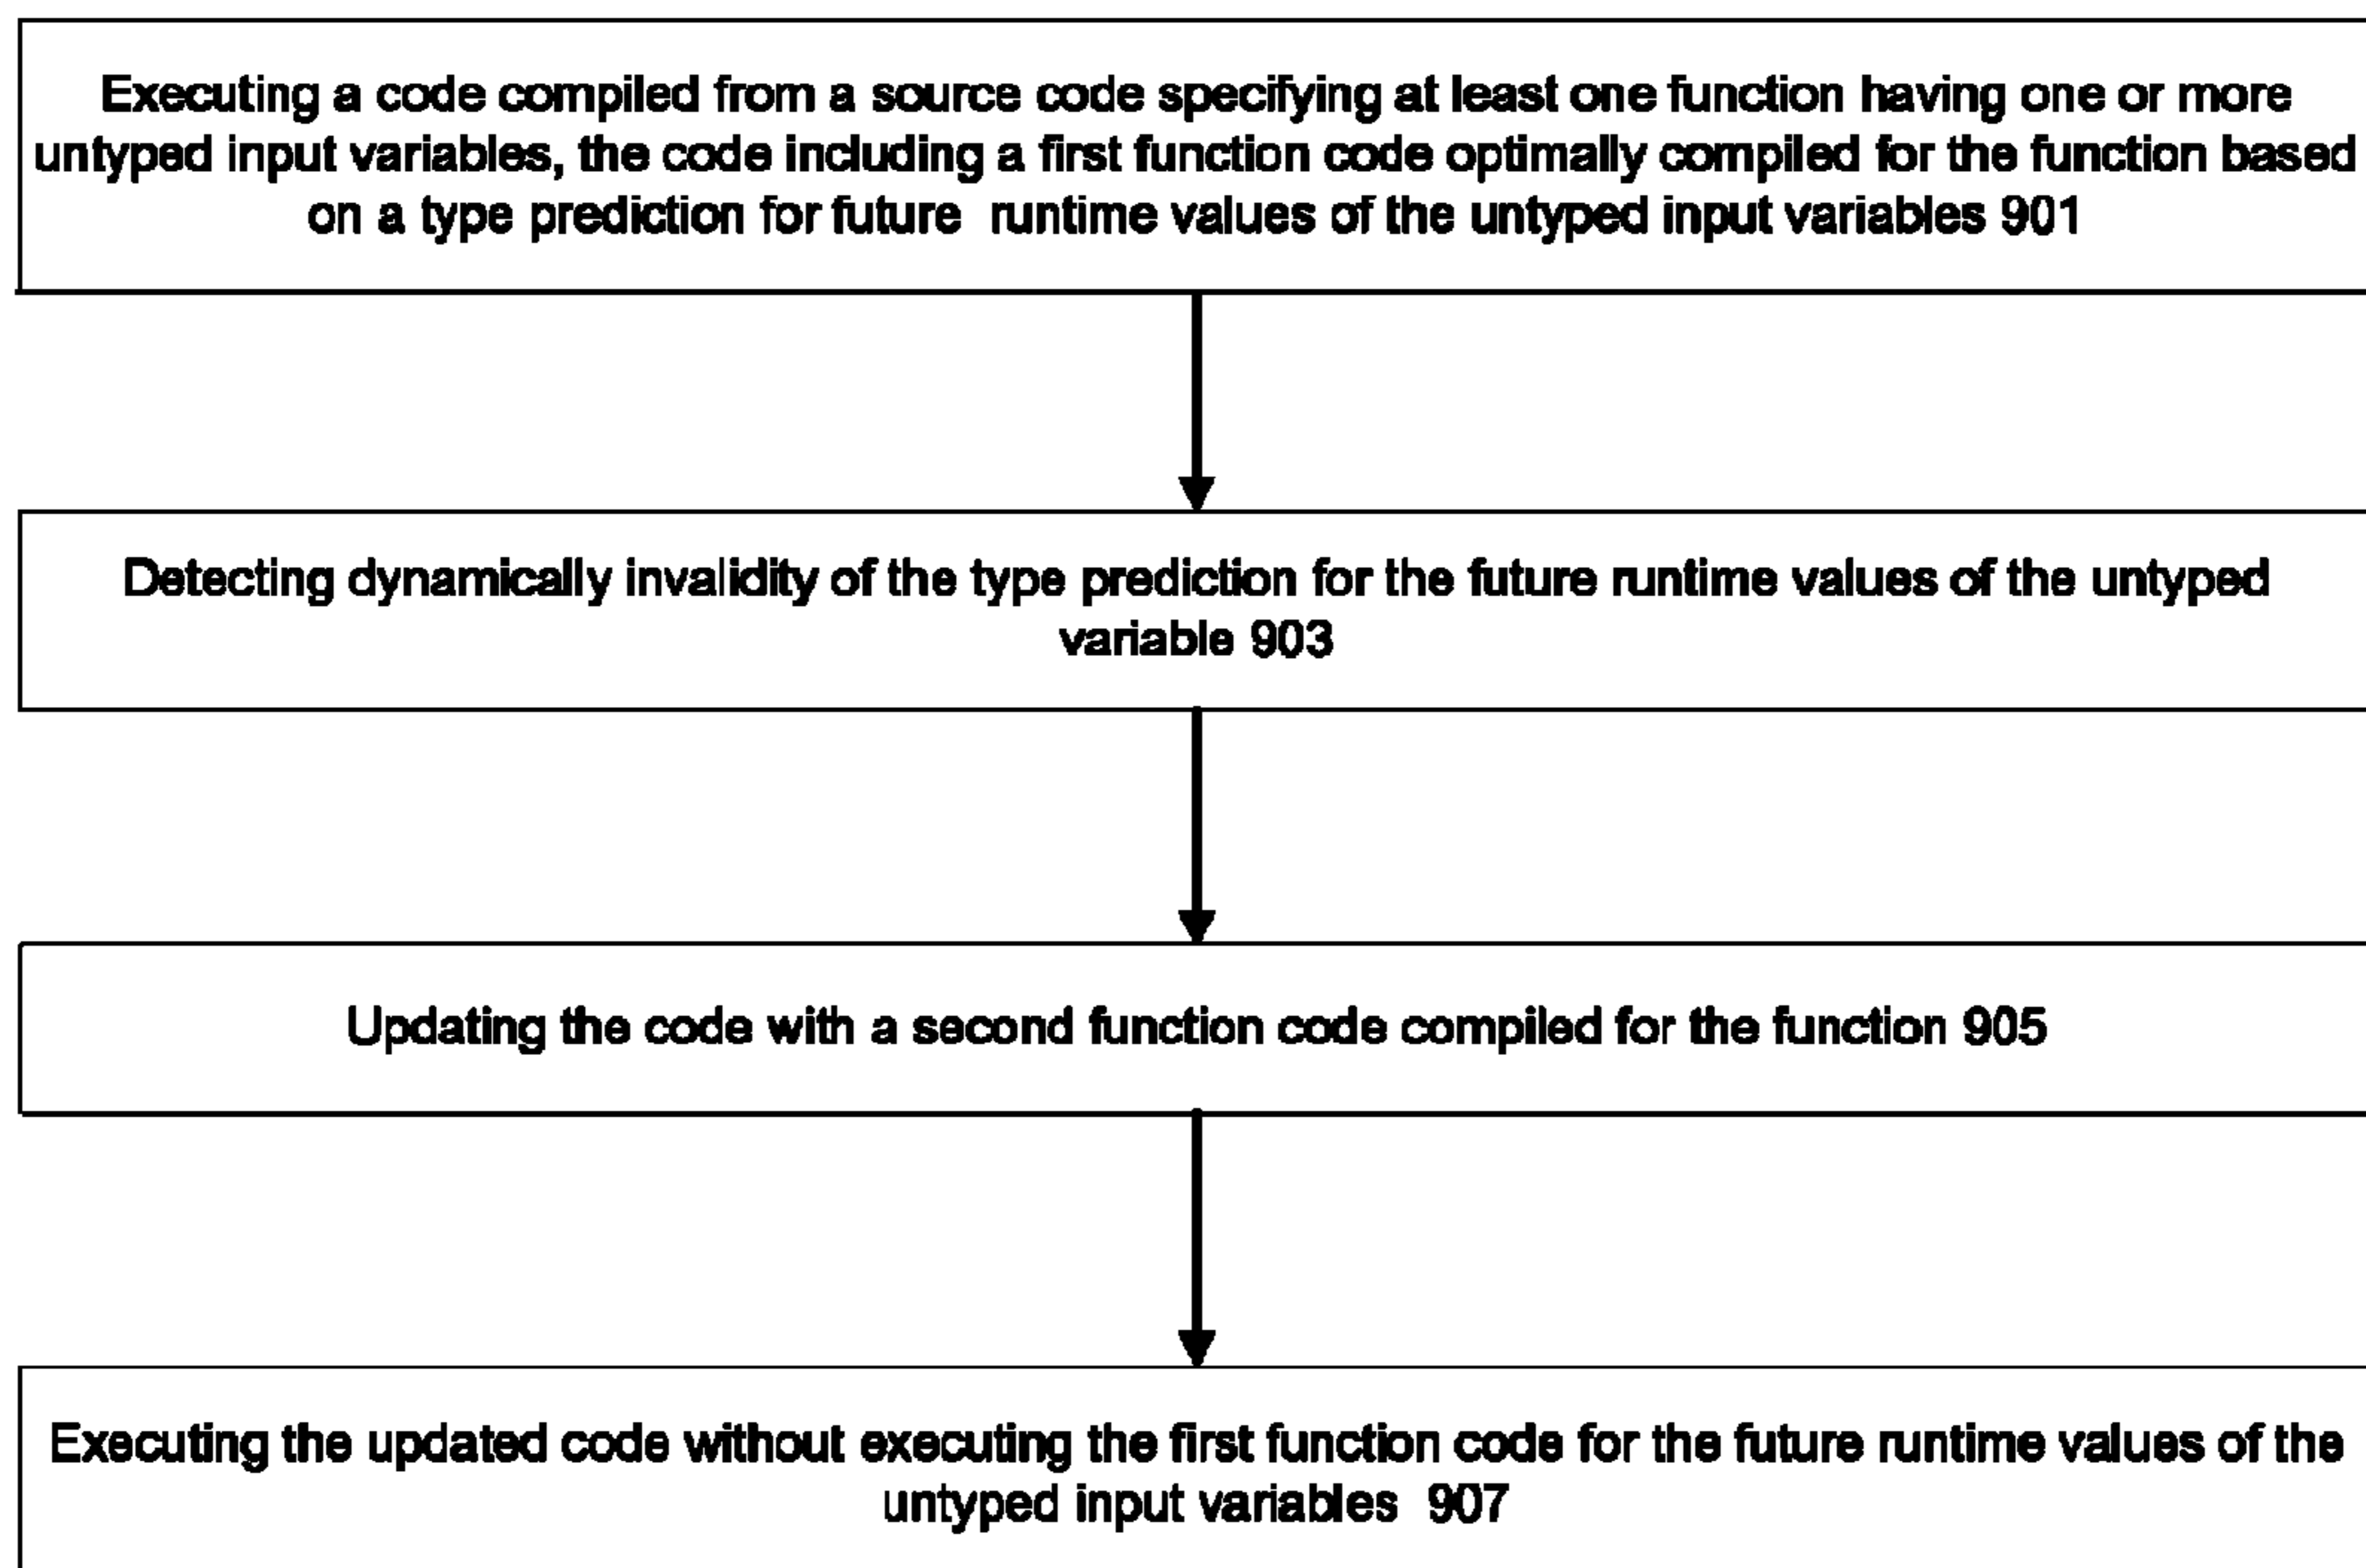 Executing a code compiled from a source code specifying at least one function having one or more
untyped input variables, the code including a first function code optimally compiled for the function based
on a type prediction for future runtime values of the untyped input variables 901
Detecting dynamically invalidity of the type prediction for the future runtime values of the untyped
variable 903
Updating the code with a second function code compiled for the function 905
Executing the updated code without executing the first function code for the future runtime values of the
untyped input variables 907